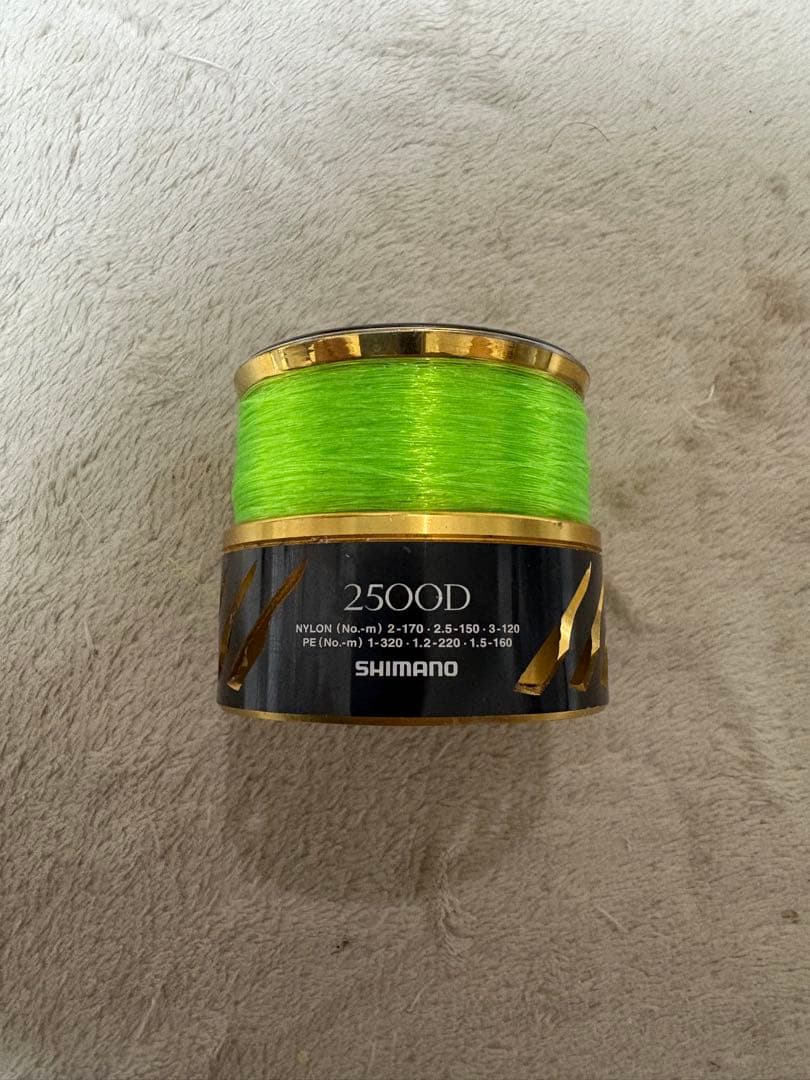 2500D
NYLON (No.-m) 2-170・2.5-150・3-120
PE (No.-m) 1-320・1.2-220・1.5-160
SHIMANO